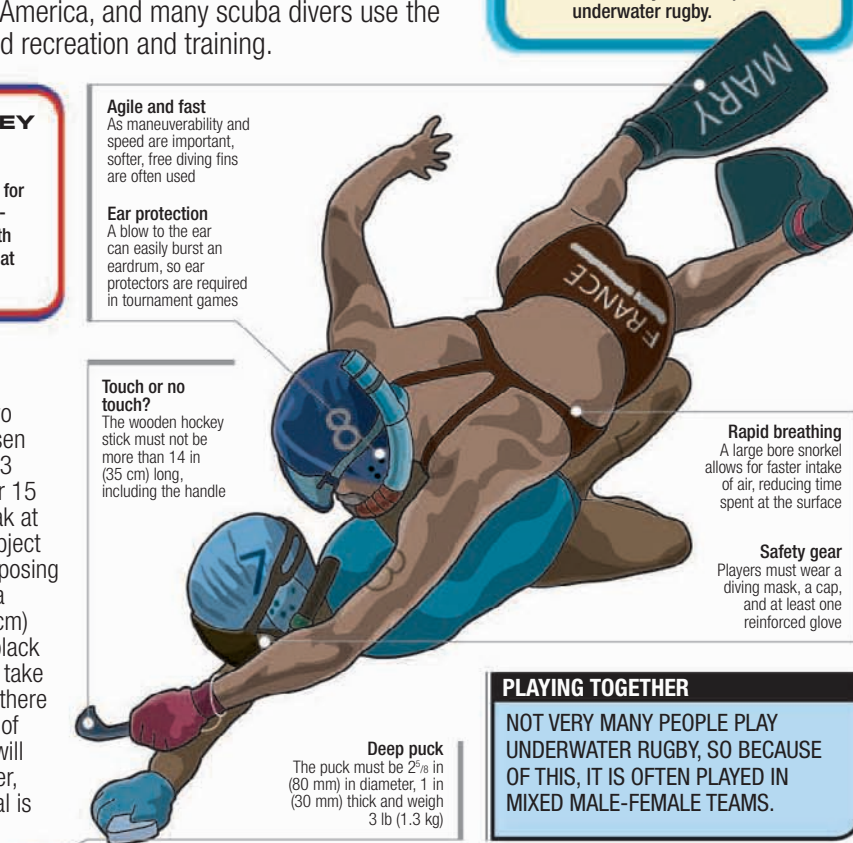 America, and many scuba divers use the
d recreation and training.
underwater rugby.
EY
for
-
th
at
Agile and fast
As maneuverability and
speed are important,
softer, free diving fins
are often used
Ear protection
A blow to the ear
can easily burst an
eardrum, so ear
protectors are required
in tournament games
Touch or no
touch?
The wooden hockey
stick must not be
more than 14 in
(35 cm) long,
including the handle
sen
3
r 15
ak at
bject
posing
a
cm)
black
take
there
of
will
er,
al is
MARY
FRANCE
8
8
7
Rapid breathing
A large bore snorkel
allows for faster intake
of air, reducing time
spent at the surface
Safety gear
Players must wear a
diving mask, a cap,
and at least one
reinforced glove
Deep puck
The puck must be 2⁵/₈ in
(80 mm) in diameter, 1 in
(30 mm) thick and weigh
3 lb (1.3 kg)
PLAYING TOGETHER
NOT VERY MANY PEOPLE PLAY
UNDERWATER RUGBY, SO BECAUSE
OF THIS, IT IS OFTEN PLAYED IN
MIXED MALE-FEMALE TEAMS.